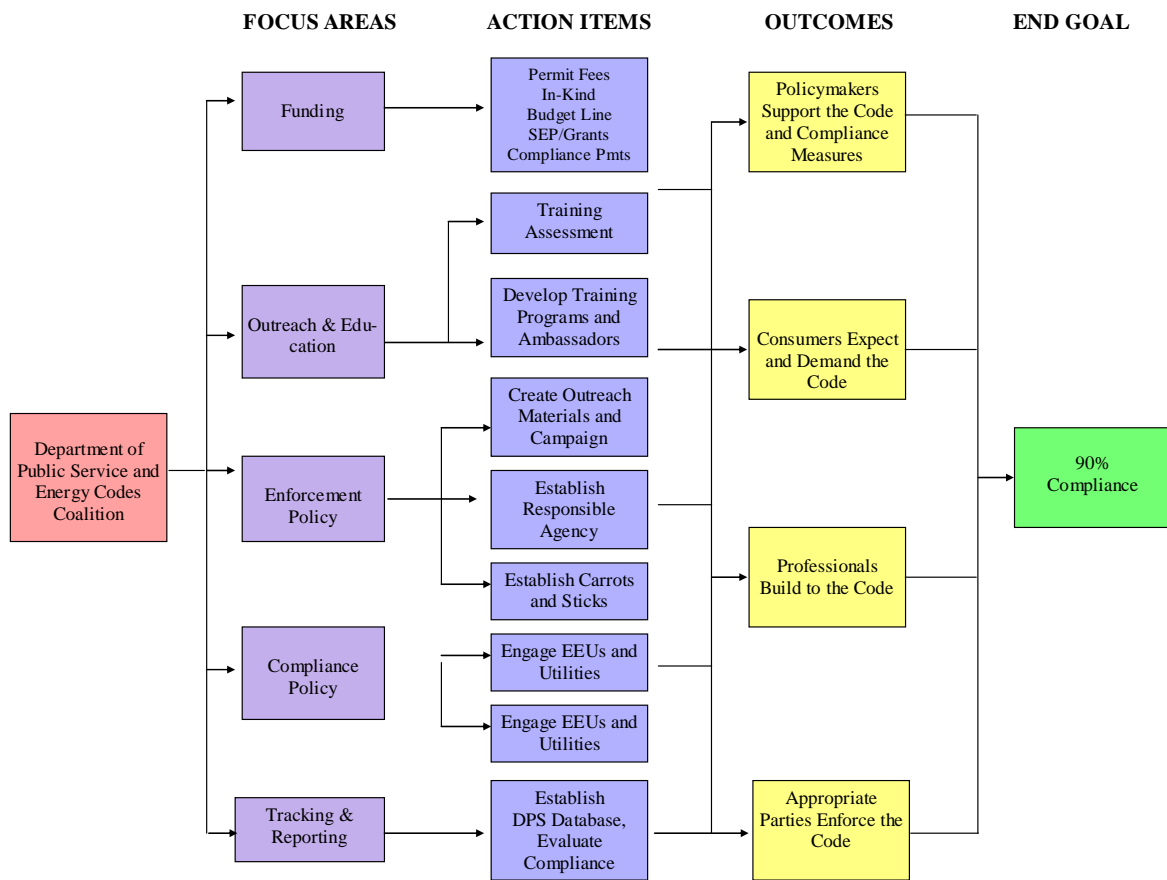 FOCUS AREAS
ACTION ITEMS
OUTCOMES
END GOAL
Department of
Public Service and
Energy Codes
Coalition
Funding
Outreach & Edu-
cation
Enforcement
Policy
Compliance
Policy
Tracking &
Reporting
Permit Fees
In-Kind
Budget Line
SEP/Grants
Compliance Pmts
Training
Assessment
Develop Training
Programs and
Ambassadors
Create Outreach
Materials and
Campaign
Establish
Responsible
Agency
Establish Carrots
and Sticks
Engage EEUs and
Utilities
Engage EEUs and
Utilities
Establish
DPS Database,
Evaluate
Compliance
Policymakers
Support the Code
and Compliance
Measures
Consumers Expect
and Demand the
Code
Professionals
Build to the Code
Appropriate
Parties Enforce the
Code
90%
Compliance